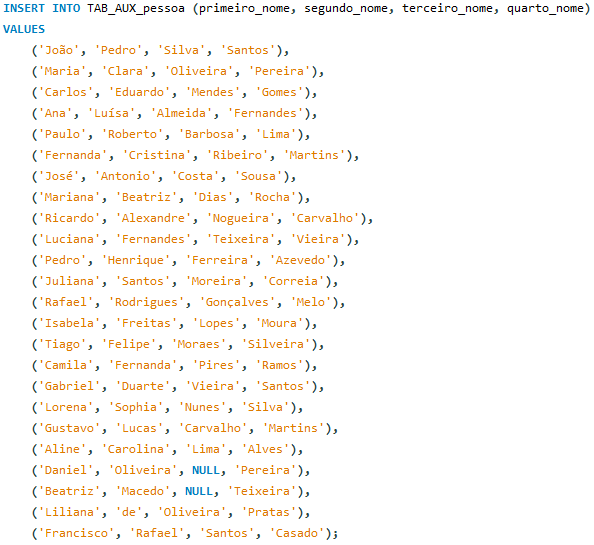 INSERT INTO TAB_AUX_pessoa (primeiro_nome, segundo_nome, terceiro_nome, quarto_nome)
VALUES
('João', 'Pedro', 'Silva', 'Santos'),
('Maria', 'Clara', 'Oliveira', 'Pereira'),
('Carlos', 'Eduardo', 'Mendes', 'Gomes'),
('Ana', 'Luísa', 'Almeida', 'Fernandes'),
('Paulo', 'Roberto', 'Barbosa', 'Lima'),
('Fernanda', 'Cristina', 'Ribeiro', 'Martins'),
('José', 'Antonio', 'Costa', 'Sousa'),
('Mariana', 'Beatriz', 'Dias', 'Rocha'),
('Ricardo', 'Alexandre', 'Nogueira', 'Carvalho'),
('Luciana', 'Fernandes', 'Teixeira', 'Vieira'),
('Pedro', 'Henrique', 'Ferreira', 'Azevedo'),
('Juliana', 'Santos', 'Moreira', 'Correia'),
('Rafael', 'Rodrigues', 'Gonçalves', 'Melo'),
('Isabela', 'Freitas', 'Lopes', 'Moura'),
('Tiago', 'Felipe', 'Moraes', 'Silveira'),
('Camila', 'Fernanda', 'Pires', 'Ramos'),
('Gabriel', 'Duarte', 'Vieira', 'Santos'),
('Lorena', 'Sophia', 'Nunes', 'Silva'),
('Gustavo', 'Lucas', 'Carvalho', 'Martins'),
('Aline', 'Carolina', 'Lima', 'Alves'),
('Daniel', 'Oliveira', NULL, 'Pereira'),
('Beatriz', 'Macedo', NULL, 'Teixeira'),
('Liliana', 'de', 'Oliveira', 'Pratas'),
('Francisco', 'Rafael', 'Santos', 'Casado');